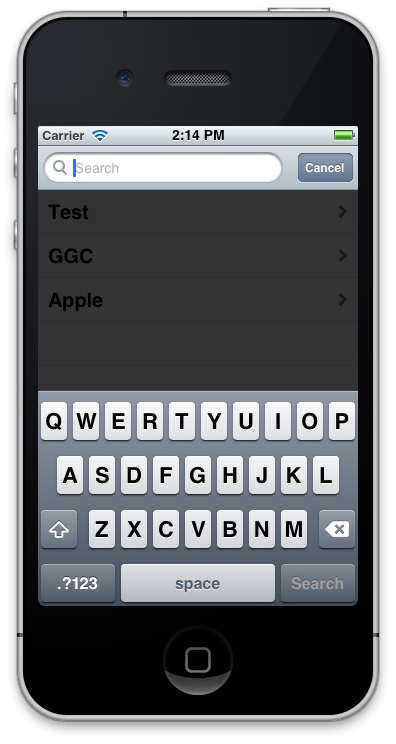 Carrier 2:14 PM
Search Cancel
Test
GGC
Apple
Q W E R T Y U I O P
A S D F G H J K L
Z X C V B N M
.?123 space Search